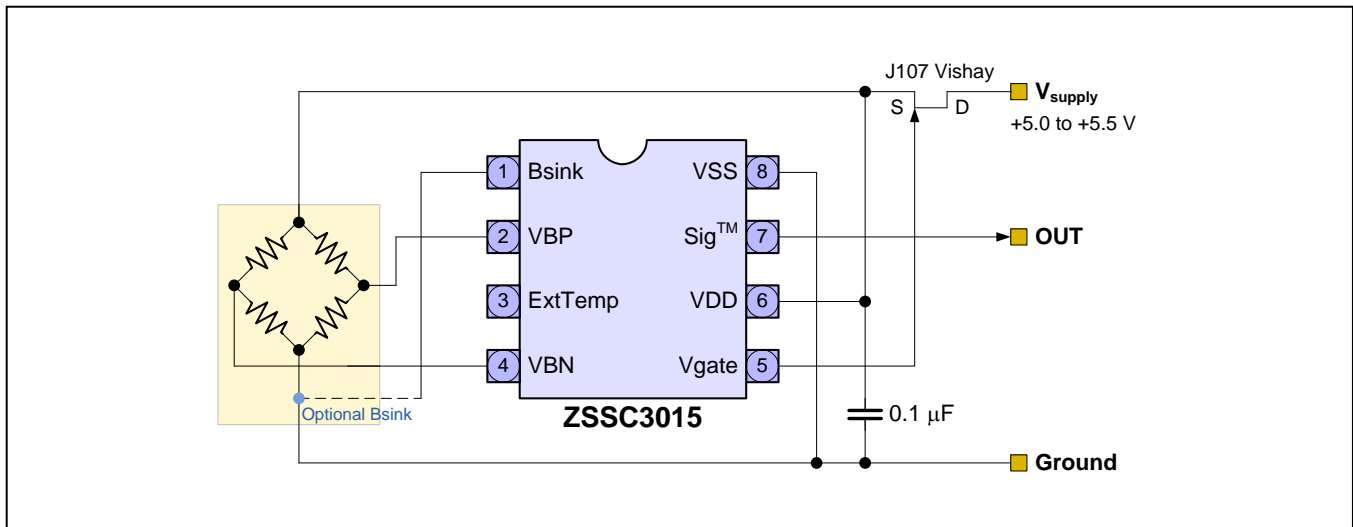 J107 Vishay
S
D
Vsupply
+5.0 to +5.5 V
1 Bsink
VSS 8
2 VBP
Sig™ 7
OUT
3 ExtTemp
VDD 6
4 VBN
Vgate 5
Optional Bsink
ZSSC3015
0.1 μF
Ground